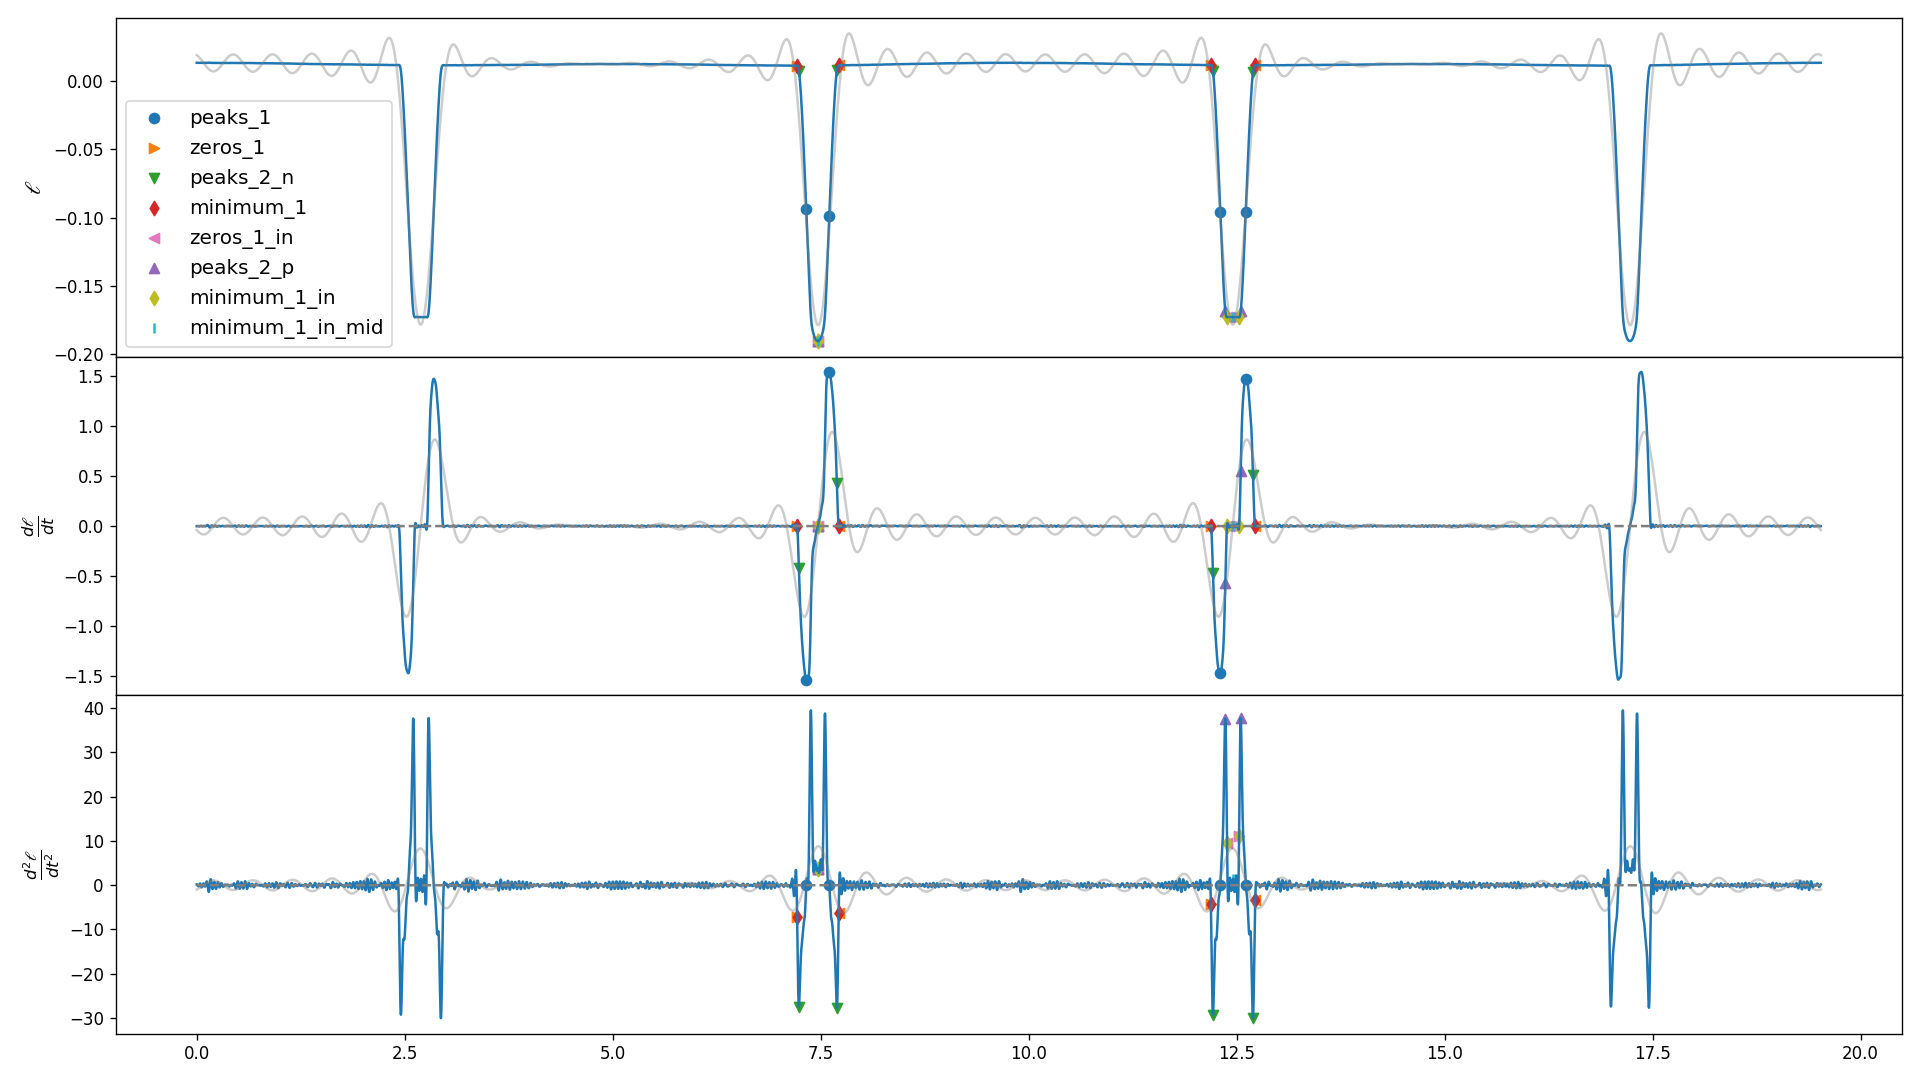 0.00
−0.05
−0.10
−0.15
−0.20
ℓ
peaks_1
zeros_1
peaks_2_n
minimum_1
zeros_1_in
peaks_2_p
minimum_1_in
minimum_1_in_mid
1.5
1.0
0.5
0.0
−0.5
−1.0
−1.5
dℓ
dt
40
30
20
10
0
−10
−20
−30
d²ℓ
dt²
0.0 2.5 5.0 7.5 10.0 12.5 15.0 17.5 20.0